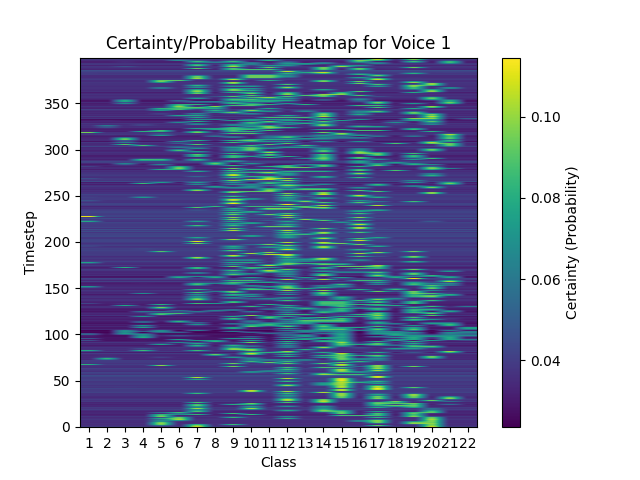 Certainty/Probability Heatmap for Voice 1
Timestep
350
300
250
200
150
100
50
0
1 2 3 4 5 6 7 8 9 10 11 12 13 14 15 16 17 18 19 20 21 22
Class
0.10
0.08
0.06
0.04
Certainty (Probability)